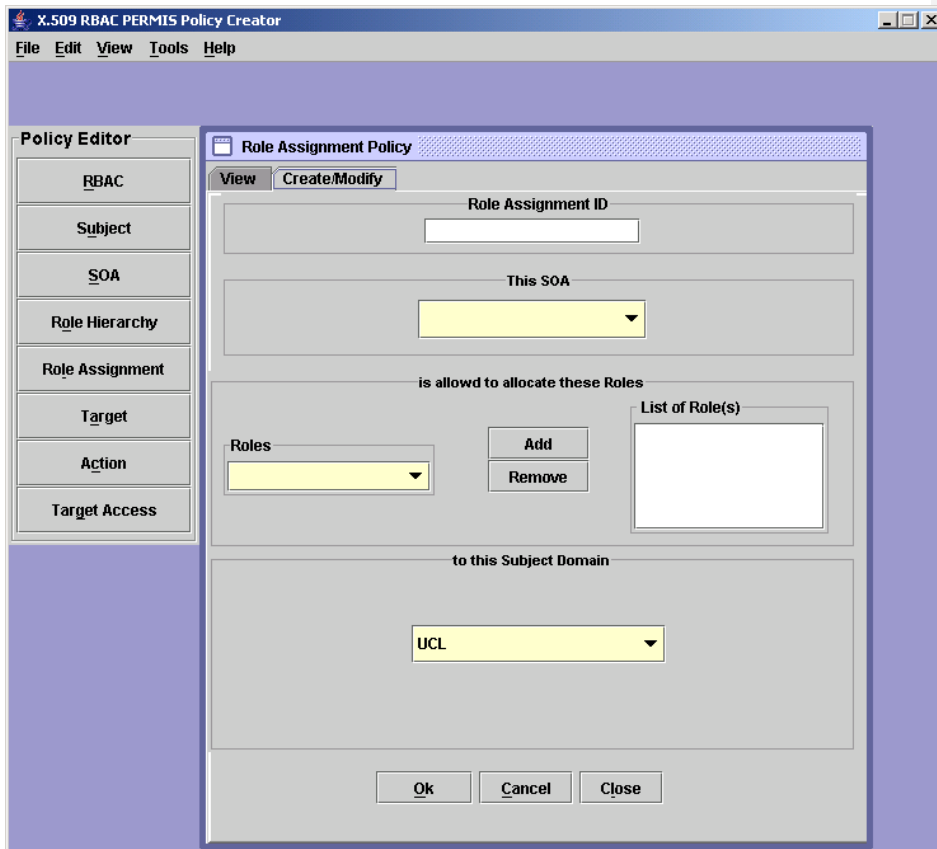 X.509 RBAC PERMIS Policy Creator
File Edit View Tools Help
Policy Editor
RBAC
Subject
SOA
Role Hierarchy
Role Assignment
Target
Action
Target Access
Role Assignment Policy
View Create/Modify
Role Assignment ID
This SOA
is allowd to allocate these Roles
Roles
Add
Remove
List of Role(s)
to this Subject Domain
UCL
Ok Cancel Close